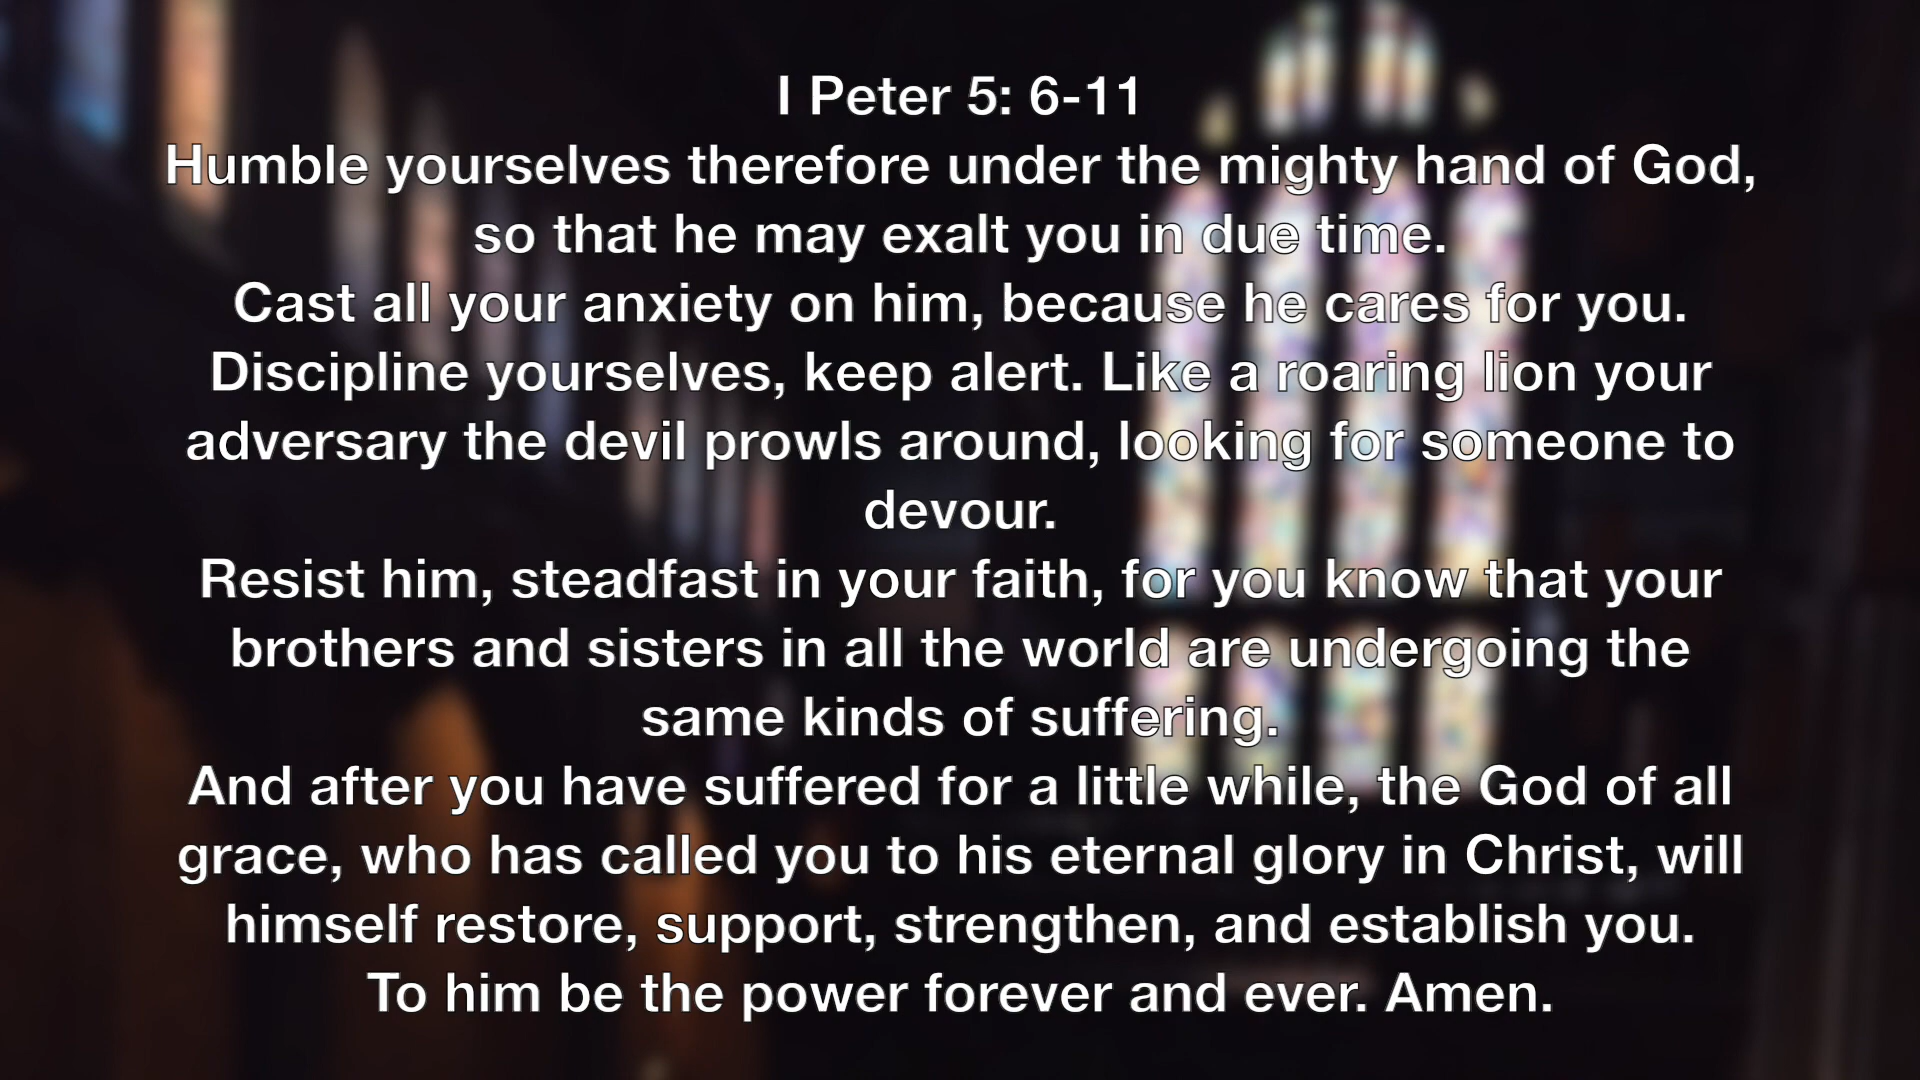 I Peter 5: 6-11
Humble yourselves therefore under the mighty hand of God,
so that he may exalt you in due time.
Cast all your anxiety on him, because he cares for you.
Discipline yourselves, keep alert. Like a roaring lion your
adversary the devil prowls around, looking for someone to
devour.
Resist him, steadfast in your faith, for you know that your
brothers and sisters in all the world are undergoing the
same kinds of suffering.
And after you have suffered for a little while, the God of all
grace, who has called you to his eternal glory in Christ, will
himself restore, support, strengthen, and establish you.
To him be the power forever and ever. Amen.